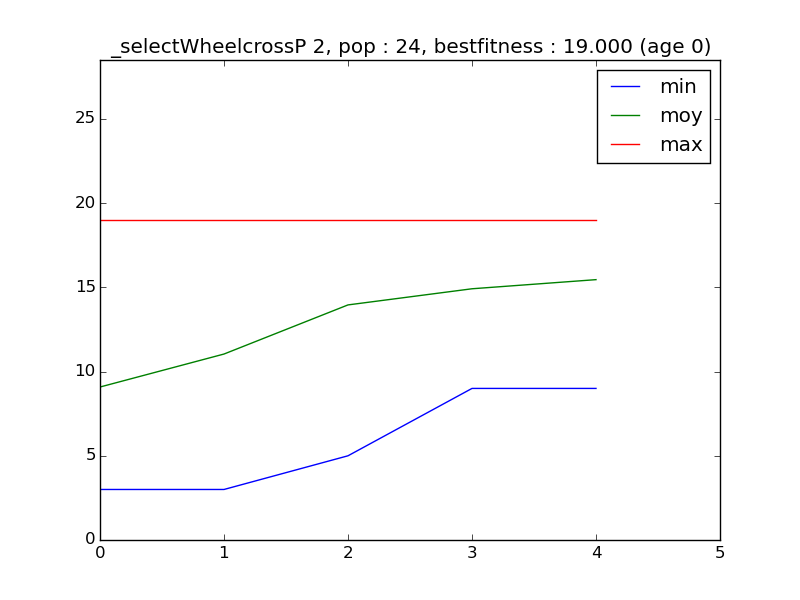 _selectWheelcrossP 2, pop : 24, bestfitness : 19.000 (age 0)
min
moy
max
25
20
15
10
5
0
0 1 2 3 4 5